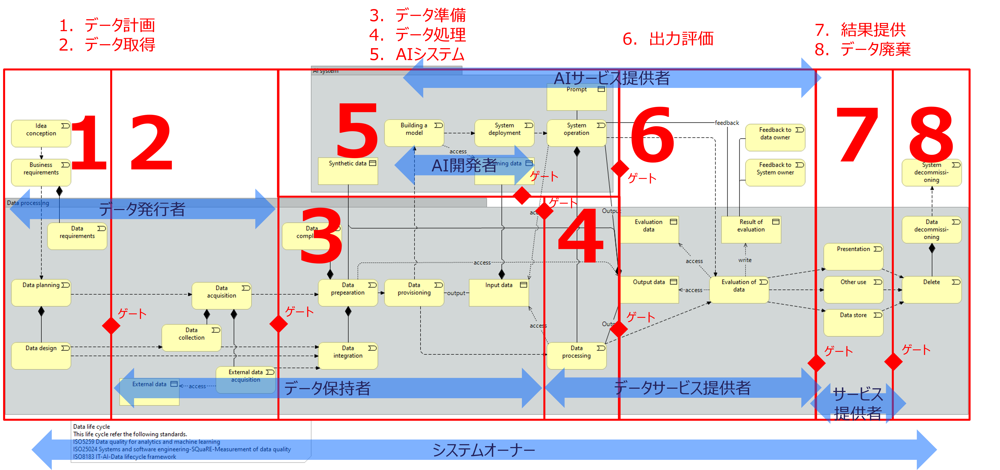 1. データ計画
2. データ取得
3. データ準備
4. データ処理
5. AIシステム
6. 出力評価
7. 結果提供
8. データ廃棄
AI system
AIサービス提供者
Prompt
1
2
5
6
7
8
Idea
conception
Building a
model
System
deployment
System
operation
feedback
Feedback to
data owner
access
Business
requirements
Synthetic data
AI開発者
Training data
Feedback to
System owner
System
decommissi-
oning
ゲート
ゲート
Data processing
データ発行者
ゲート
3
4
Output
Data
requirements
Data
Evaluation
data
Result of
evaluation
Data
decommissi-
oning
access
access
write
Presentation
Data planning
Data
acquisition
Data
prepearation
Data
provisioning
output
Input data
Output data
access
Evaluation of
data
Other use
Delete
ゲート
ゲート
ゲート
Data store
access
Data
collection
Data design
Data
integration
Data
processing
ゲート
ゲート
External data
acquisition
External data
access
データ保持者
データサービス提供者
サービス
提供者
Data life cycle
This life cycle refer the following standards.
ISO5259 Data quality for analytics and machine learning
ISO25024 Systems and software engineering-SQuaRE-Measurement of data quality
ISO8183 IT-AI-Data lifecycle framework
システムオーナー